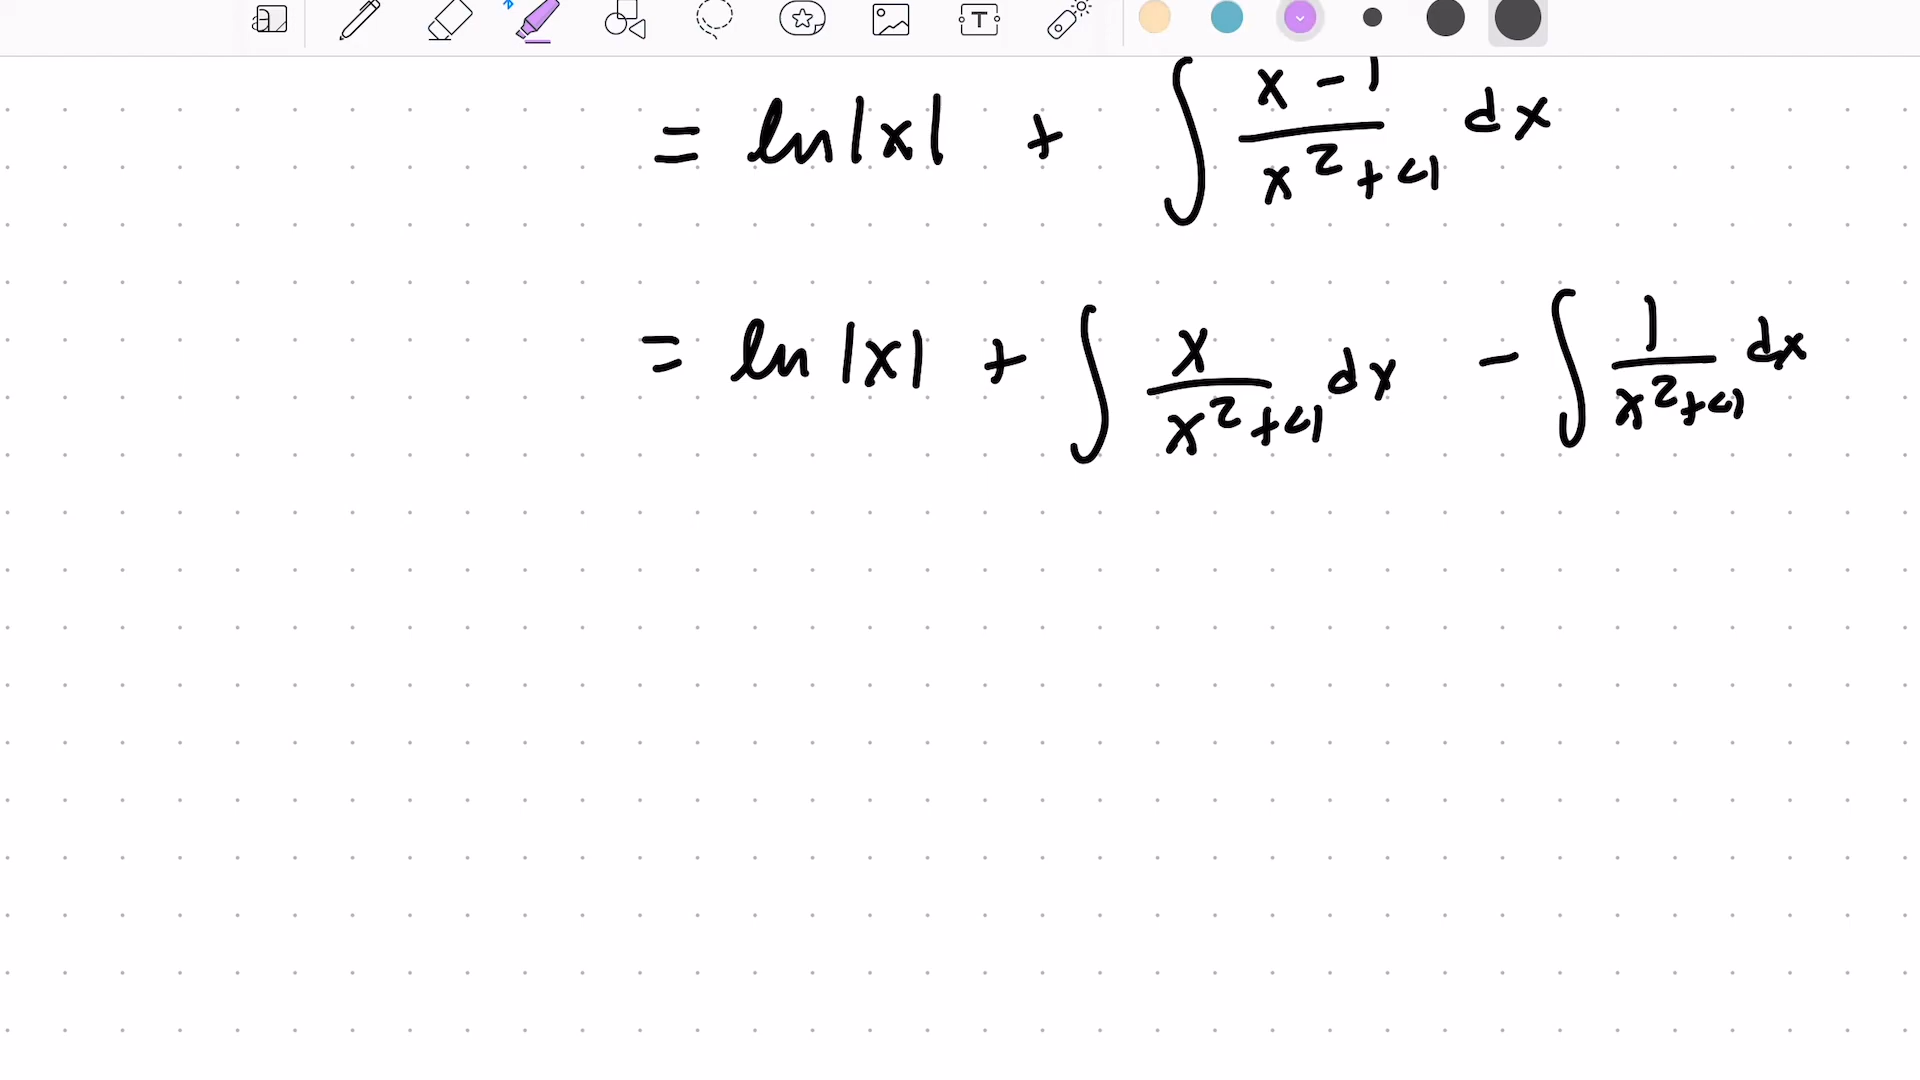 = ln|x| + ∫ (x - 1)/(x² + 4) dx
= ln|x| + ∫ x/(x² + 4) dx - ∫ 1/(x² + 4) dx